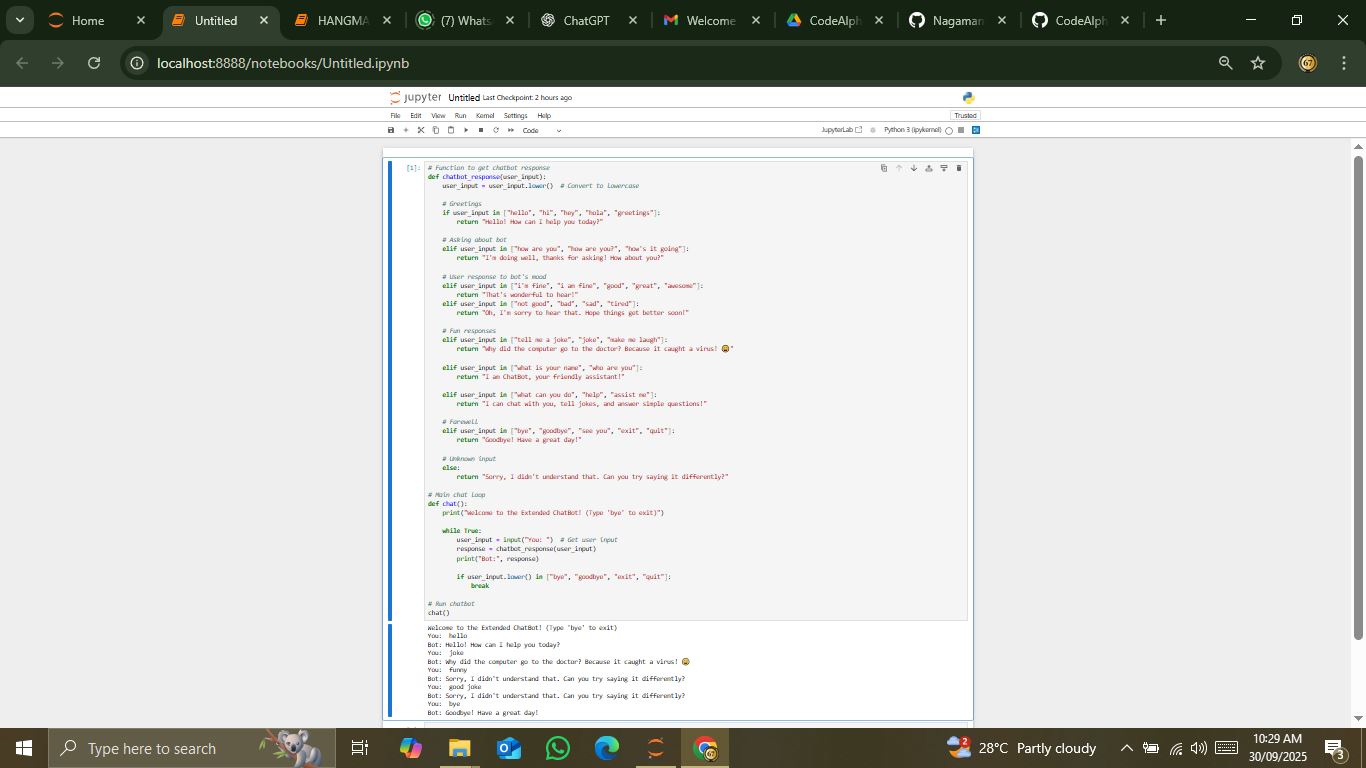 Home
Untitled
HANGMA
(7) Whats
ChatGPT
Welcome
CodeAlph
Nagaman
CodeAlph
localhost:8888/notebooks/Untitled.ipynb
67
jupyter Untitled Last Checkpoint: 2 hours ago
File Edit View Run Kernel Settings Help
Trusted
Code
JupyterLab
Python 3 (ipykernel)
[1]:
# Function to get chatbot response
def chatbot_response(user_input):
    user_input = user_input.lower()  # Convert to lowercase
    # Greetings
    if user_input in ["hello", "hi", "hey", "hola", "greetings"]:
        return "Hello! How can I help you today?"
    # Asking about bot
    elif user_input in ["how are you", "how are you?", "how's it going"]:
        return "I'm doing well, thanks for asking! How about you?"
    # User response to bot's mood
    elif user_input in ["i'm fine", "i am fine", "good", "great", "awesome"]:
        return "That's wonderful to hear!"
    elif user_input in ["not good", "bad", "sad", "tired"]:
        return "Oh, I'm sorry to hear that. Hope things get better soon!"
    # Fun responses
    elif user_input in ["tell me a joke", "joke", "make me laugh"]:
        return "Why did the computer go to the doctor? Because it caught a virus! 😅"
    elif user_input in ["what is your name", "who are you"]:
        return "I am ChatBot, your friendly assistant!"
    elif user_input in ["what can you do", "help", "assist me"]:
        return "I can chat with you, tell jokes, and answer simple questions!"
    # Farewell
    elif user_input in ["bye", "goodbye", "see you", "exit", "quit"]:
        return "Goodbye! Have a great day!"
    # Unknown input
    else:
        return "Sorry, I didn't understand that. Can you try saying it differently?"
# Main chat loop
def chat():
    print("Welcome to the Extended ChatBot! (Type 'bye' to exit)")
    while True:
        user_input = input("You: ")  # Get user input
        response = chatbot_response(user_input)
        print("Bot:", response)
        if user_input.lower() in ["bye", "goodbye", "exit", "quit"]:
            break
# Run chatbot
chat()
Welcome to the Extended ChatBot! (Type 'bye' to exit)
You:  hello
Bot: Hello! How can I help you today?
You:  joke
Bot: Why did the computer go to the doctor? Because it caught a virus! 😅
You:  funny
Bot: Sorry, I didn't understand that. Can you try saying it differently?
You:  good joke
Bot: Sorry, I didn't understand that. Can you try saying it differently?
You:  bye
Bot: Goodbye! Have a great day!
Type here to search
2
28°C Partly cloudy
10:29 AM
30/09/2025
3